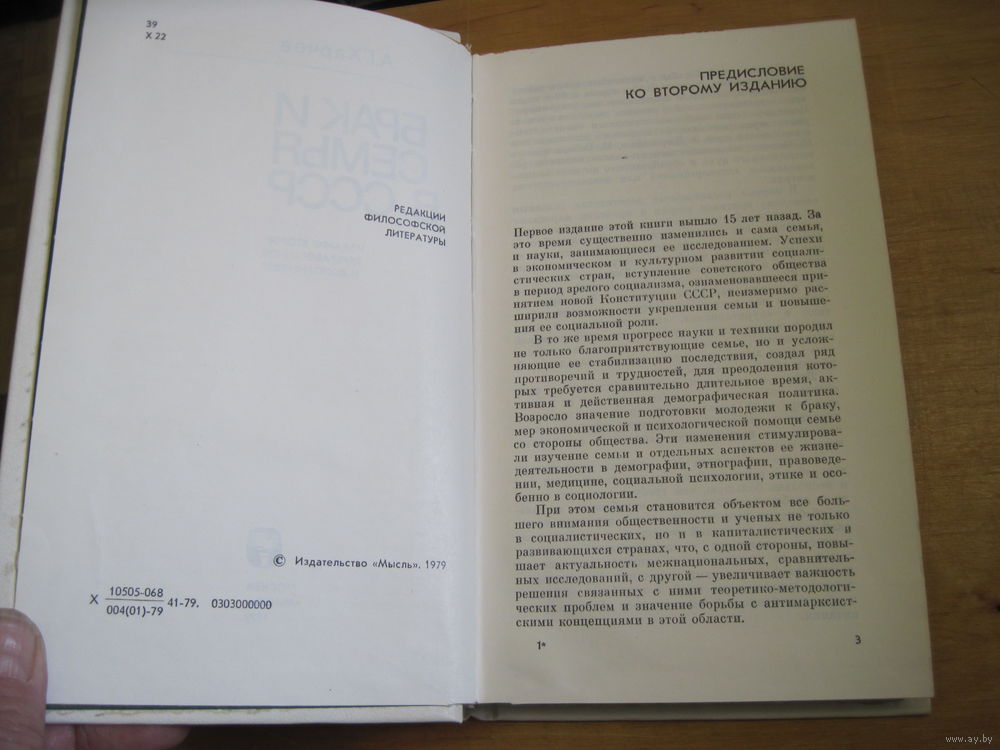 39
Х 22
РЕДАКЦИИ
ФИЛОСОФСКОЙ
ЛИТЕРАТУРЫ
© Издательство «Мысль». 1979
Х 10505-068
004(01)-79 41-79. 0303000000
ПРЕДИСЛОВИЕ
КО ВТОРОМУ ИЗДАНИЮ
Первое издание этой книги вышло 15 лет назад. За
это время существенно изменились и сама семья,
и науки, занимающиеся ее исследованием. Успехи
в экономическом и культурном развитии социали-
стических стран, вступление советского общества
в период зрелого социализма, ознаменовавшееся при-
нятием новой Конституции СССР, неизмеримо рас-
ширили возможности укрепления семьи и повыше-
ния ее социальной роли.
В то же время прогресс науки и техники породил
не только благоприятствующие семье, но и услож-
няющие ее стабилизацию последствия, создал ряд
противоречий и трудностей, для преодоления кото-
рых требуется сравнительно длительное время, ак-
тивная и действенная демографическая политика.
Возросло значение подготовки молодежи к браку,
мер экономической и психологической помощи семье
со стороны общества. Эти изменения стимулирова-
ли изучение семьи и отдельных аспектов ее жизне-
деятельности в демографии, этнографии, правоведе-
нии, медицине, социальной психологии, этике и осо-
бенно в социологии.
При этом семья становится объектом все боль-
шего внимания общественности и ученых не только
в социалистических, но и в капиталистических и
развивающихся странах, что, с одной стороны, повы-
шает актуальность межнациональных, сравнитель-
ных исследований, с другой — увеличивает важность
решения связанных с ними теоретико-методологи-
ческих проблем и значение борьбы с антимарксист-
скими концепциями в этой области.
1*
3
А.Г.Харчев
БРАК И
СЕМЬЯ
В СССР
www.ay.by